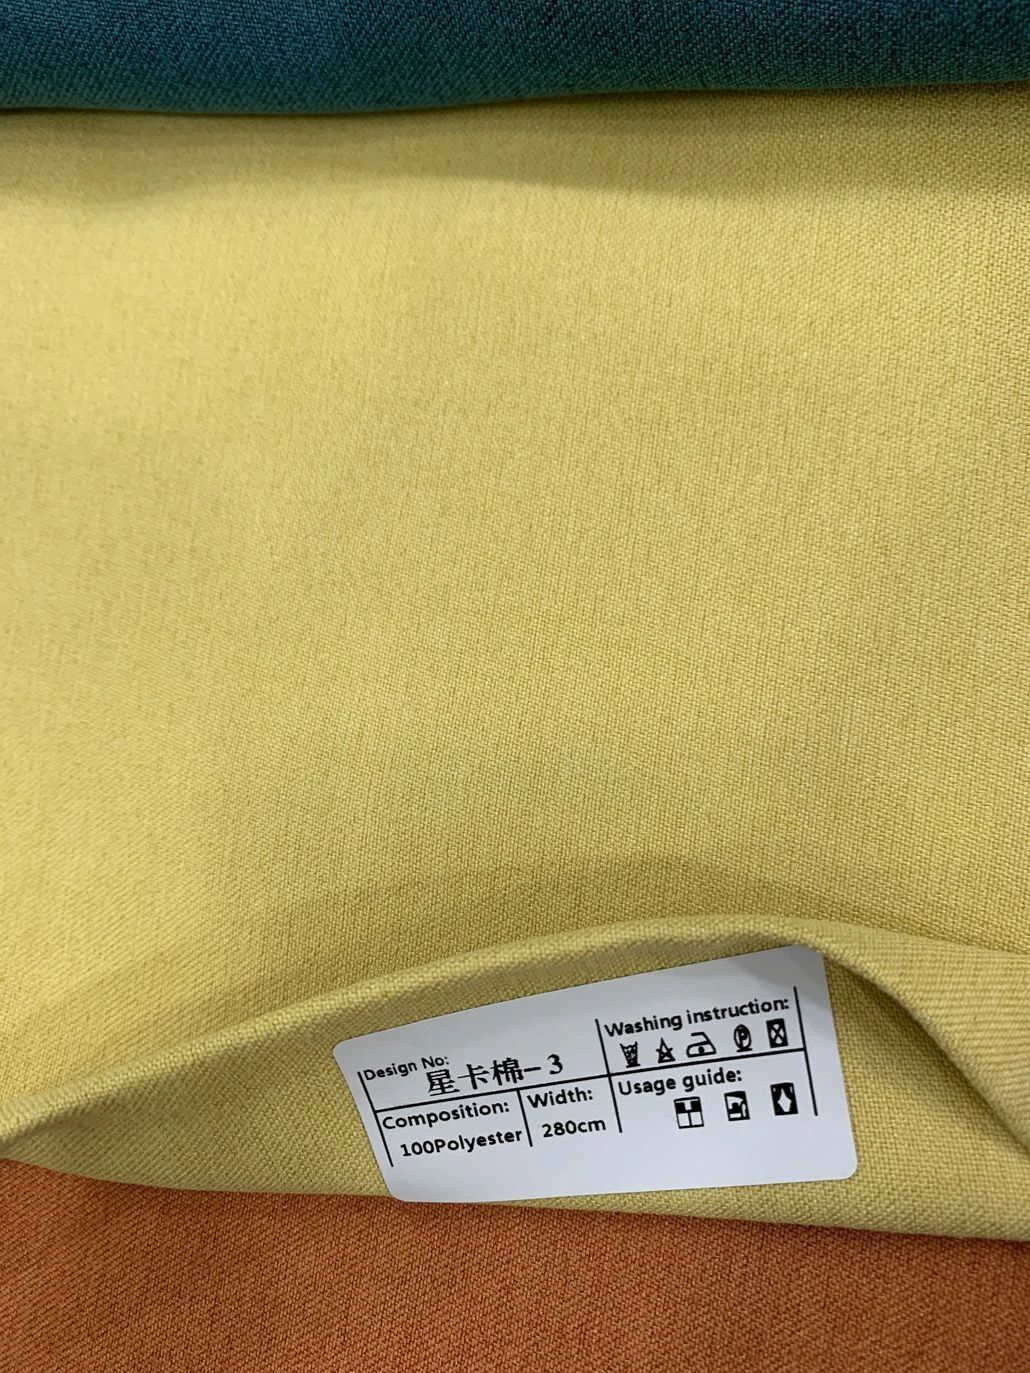 Design No:
星卡棉-3
Composition:
100Polyester
Width:
280cm
Washing instruction:
Usage guide: